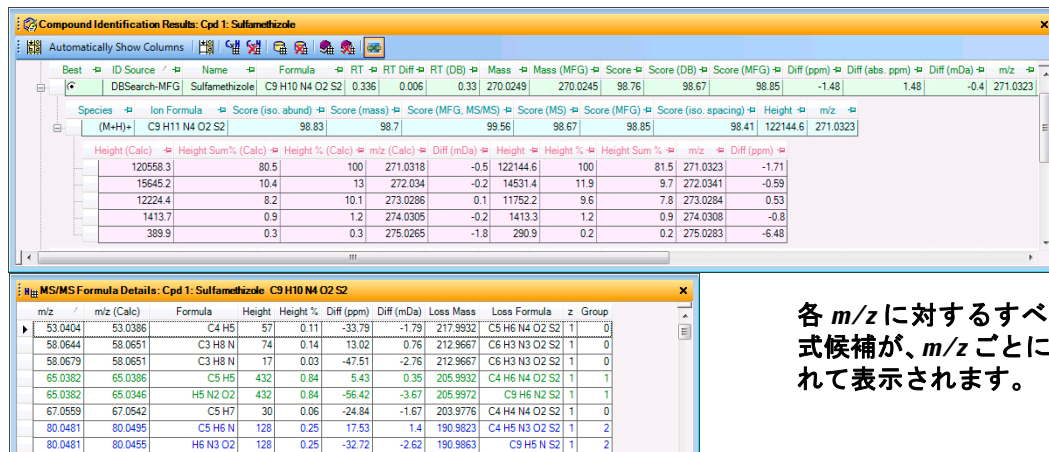 Compound Identification Results: Cpd 1: Sulfamethizole
Automatically Show Columns
Best ID Source Name Formula RT RT Diff RT (DB) Mass Mass (MFG) Score Score (DB) Score (MFG) Diff (ppm) Diff (abs. ppm) Diff (mDa) m/z
DBSearch-MFG Sulfamethizole C9 H10 N4 O2 S2 0.336 0.006 0.33 270.0249 270.0245 98.76 98.67 98.85 -1.48 1.48 -0.4 271.0323
Species Ion Formula Score (iso. abund) Score (mass) Score (MFG, MS/MS) Score (MS) Score (MFG) Score (iso. spacing) Height m/z
(M+H)+ C9 H11 N4 O2 S2 98.83 98.7 99.56 98.67 98.85 98.41 122144.6 271.0323
Height (Calc) Height Sum% (Calc) Height % (Calc) m/z (Calc) Diff (mDa) Height Height % Height Sum % m/z Diff (ppm)
120558.3 80.5 100 271.0318 -0.5 122144.6 100 81.5 271.0323 -1.71
15645.2 10.4 13 272.034 -0.2 14531.4 11.9 9.7 272.0341 -0.59
12224.4 8.2 10.1 273.0286 0.1 11752.2 9.6 7.8 273.0284 0.53
1413.7 0.9 1.2 274.0305 -0.2 1413.3 1.2 0.9 274.0308 -0.8
389.9 0.3 0.3 275.0265 -1.8 290.9 0.2 0.2 275.0283 -6.48
MS/MS Formula Details: Cpd 1: Sulfamethizole C9 H10 N4 O2 S2
m/z m/z (Calc) Formula Height Height % Diff (ppm) Diff (mDa) Loss Mass Loss Formula z Group
53.0404 53.0386 C4 H5 57 0.11 -33.79 -1.79 217.9932 C5 H6 N4 O2 S2 1 0
58.0644 58.0651 C3 H8 N 74 0.14 13.02 0.76 212.9667 C6 H3 N3 O2 S2 1 0
58.0679 58.0651 C3 H8 N 17 0.03 -47.51 -2.76 212.9667 C6 H3 N3 O2 S2 1 0
65.0382 65.0386 C5 H5 432 0.84 5.43 0.35 205.9932 C4 H6 N4 O2 S2 1 1
65.0382 65.0346 H5 N2 O2 432 0.84 -56.42 -3.67 205.9972 C9 H6 N2 S2 1 1
67.0559 67.0542 C5 H7 30 0.06 -24.84 -1.67 203.9776 C4 H4 N4 O2 S2 1 0
80.0481 80.0495 C5 H6 N 128 0.25 17.53 1.4 190.9823 C4 H5 N3 O2 S2 1 2
80.0481 80.0455 H6 N3 O2 128 0.25 -32.72 -2.62 190.9863 C9 H5 N S2 1 2
各 m/z に対するすべ
式候補が、m/z ごとに
れて表示されます。